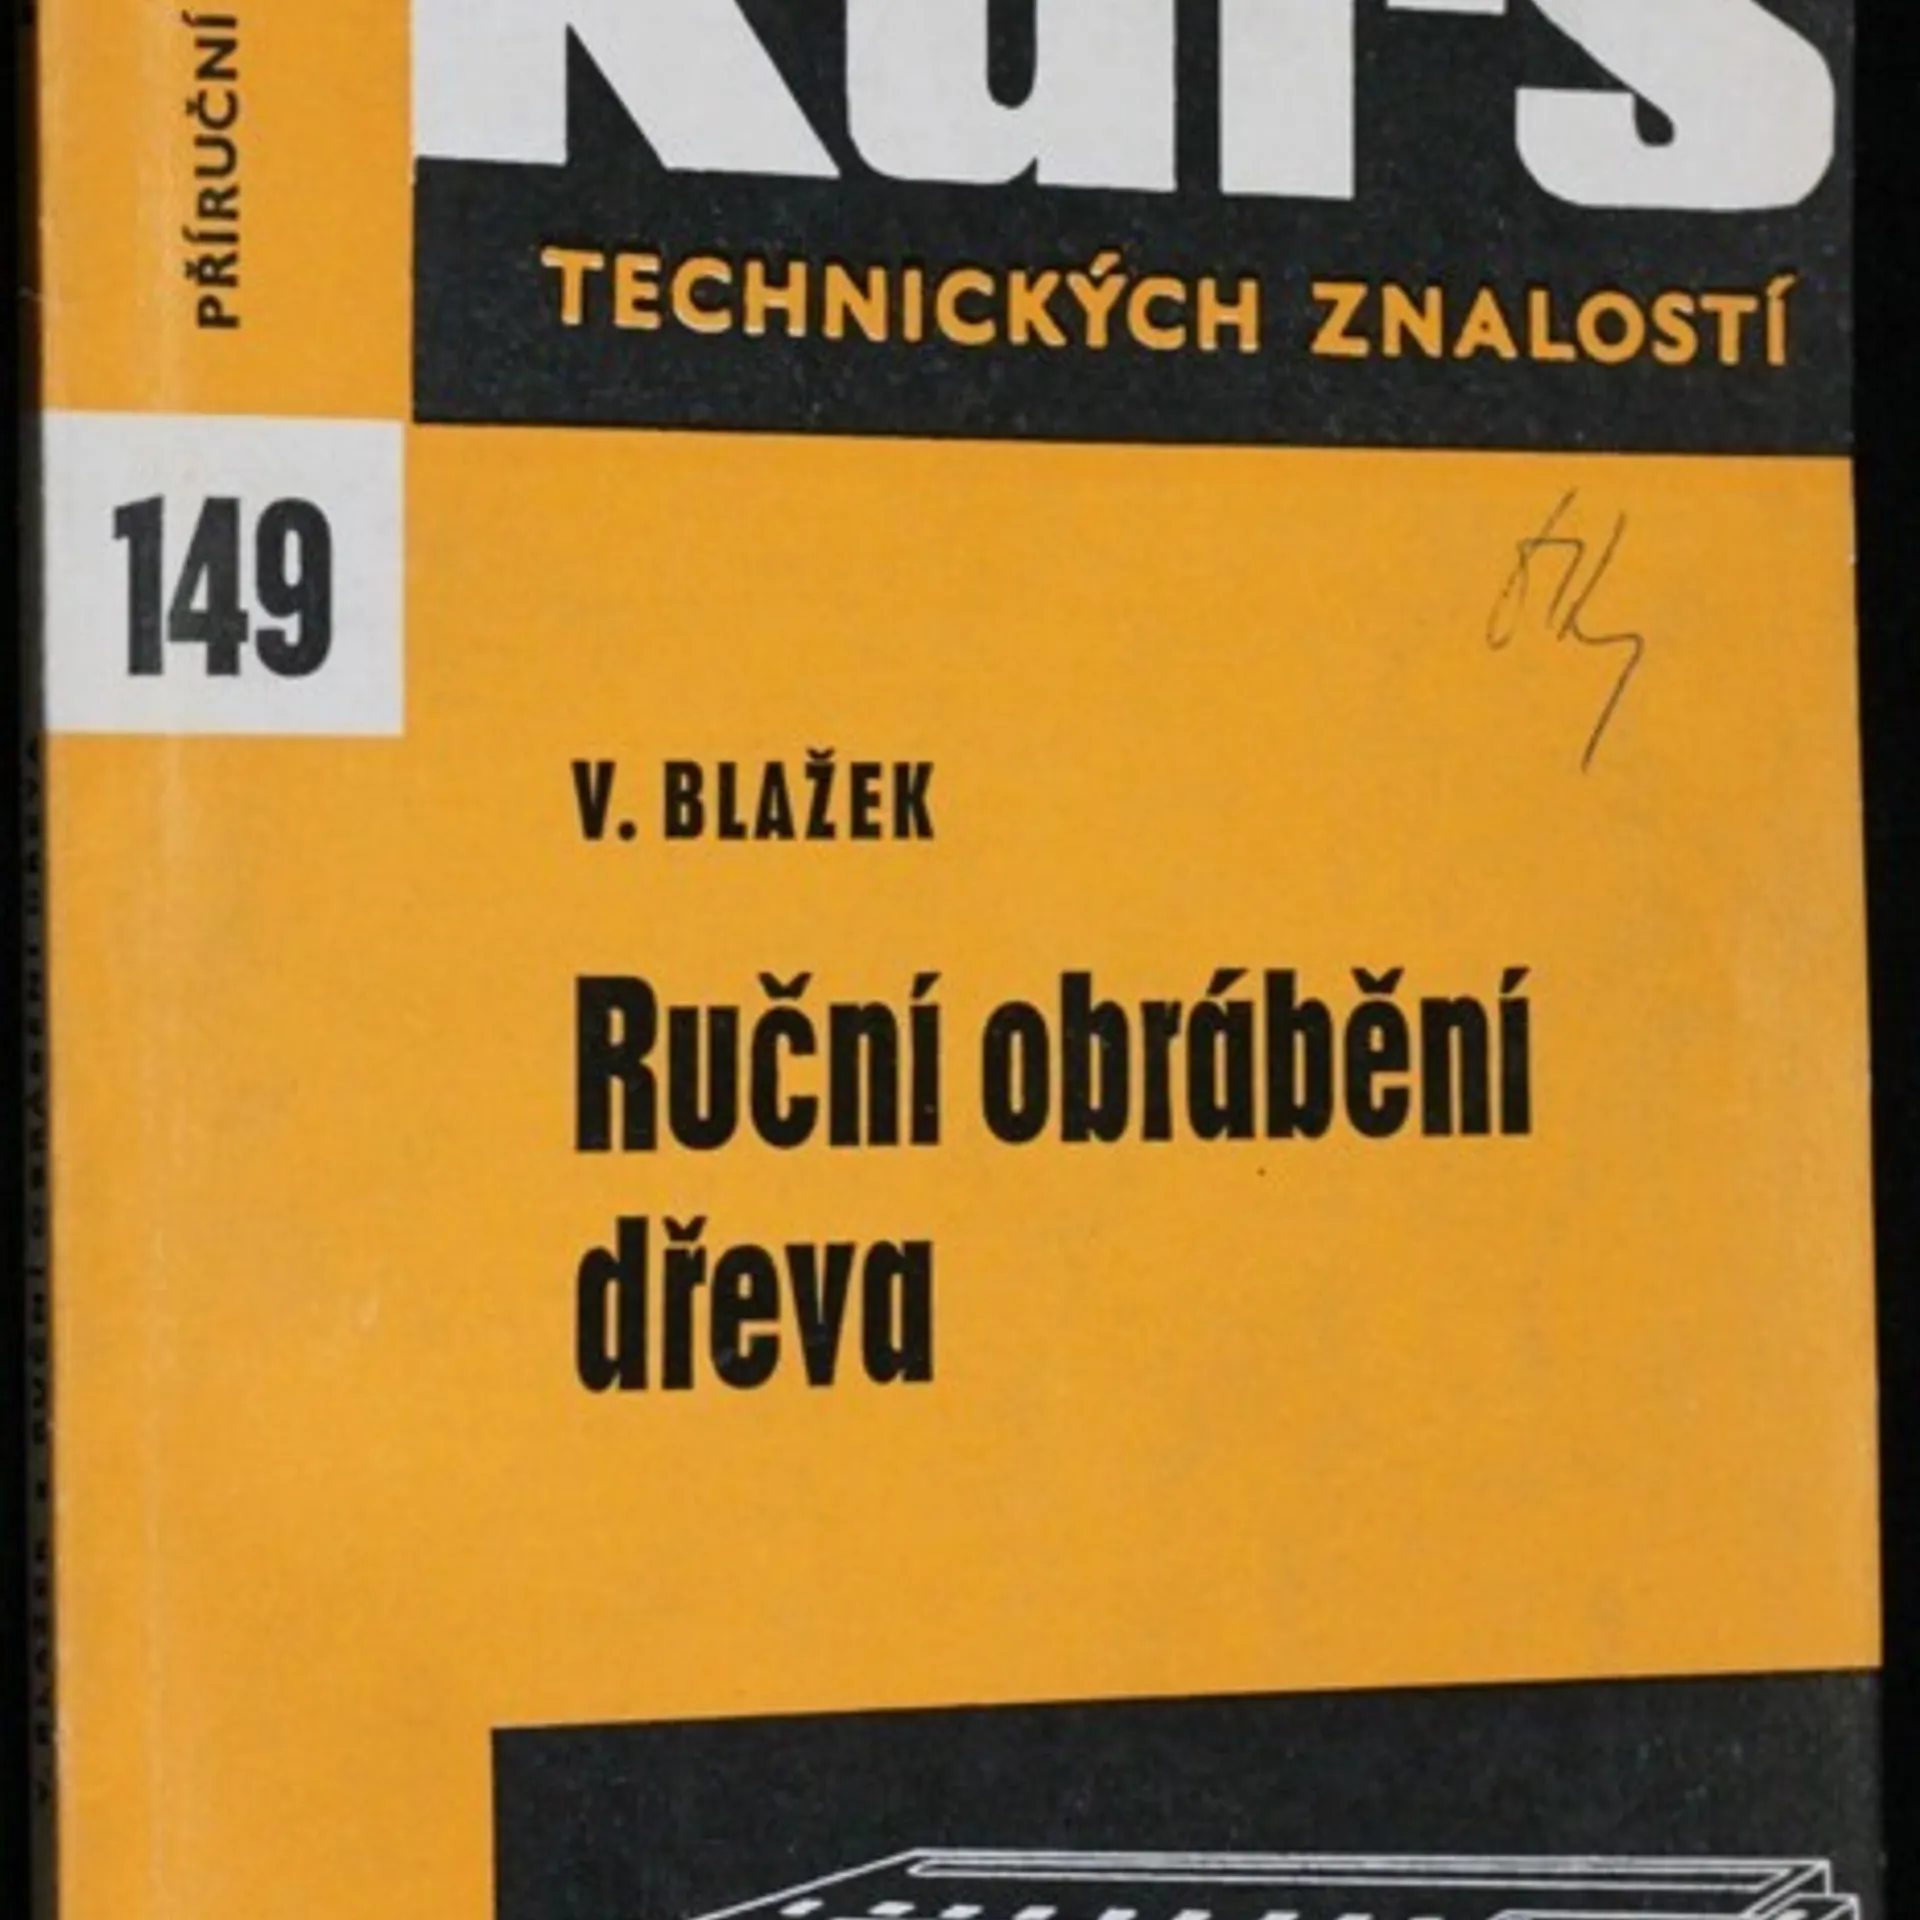 PŘÍRUČNÍ
Kurs
TECHNICKÝCH ZNALOSTÍ
149
V. BLAŽEK
Ruční obrábění
dřeva